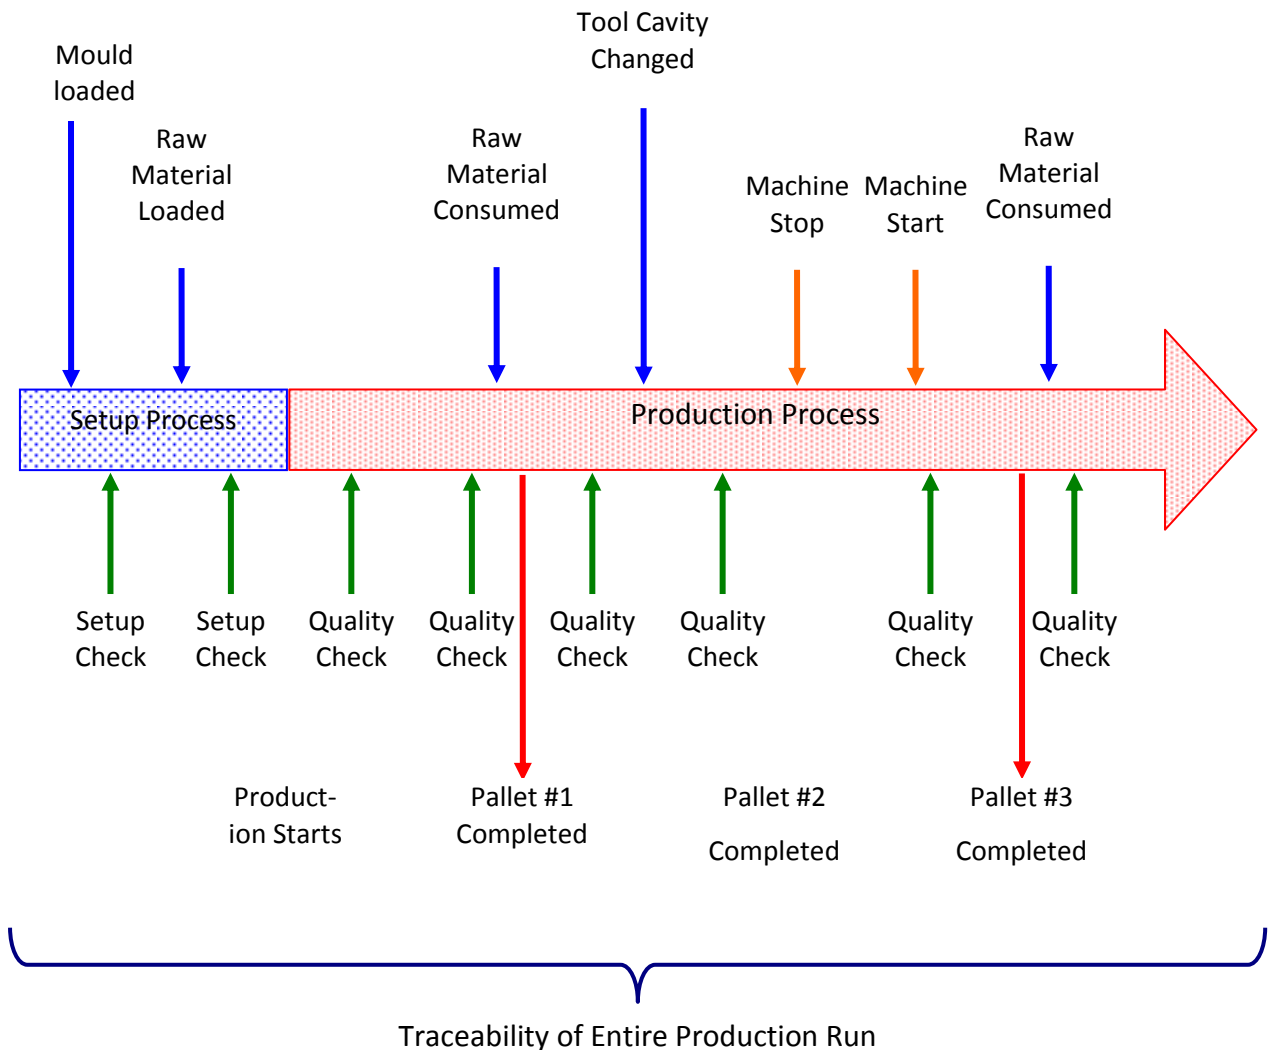 Tool Cavity
Changed
Mould
loaded
Raw
Material
Loaded
Raw
Material
Consumed
Machine
Stop
Machine
Start
Raw
Material
Consumed
Setup Process
Production Process
Setup
Check
Setup
Check
Quality
Check
Quality
Check
Quality
Check
Quality
Check
Quality
Check
Quality
Check
Product-
ion Starts
Pallet #1
Completed
Pallet #2
Completed
Pallet #3
Completed
Traceability of Entire Production Run